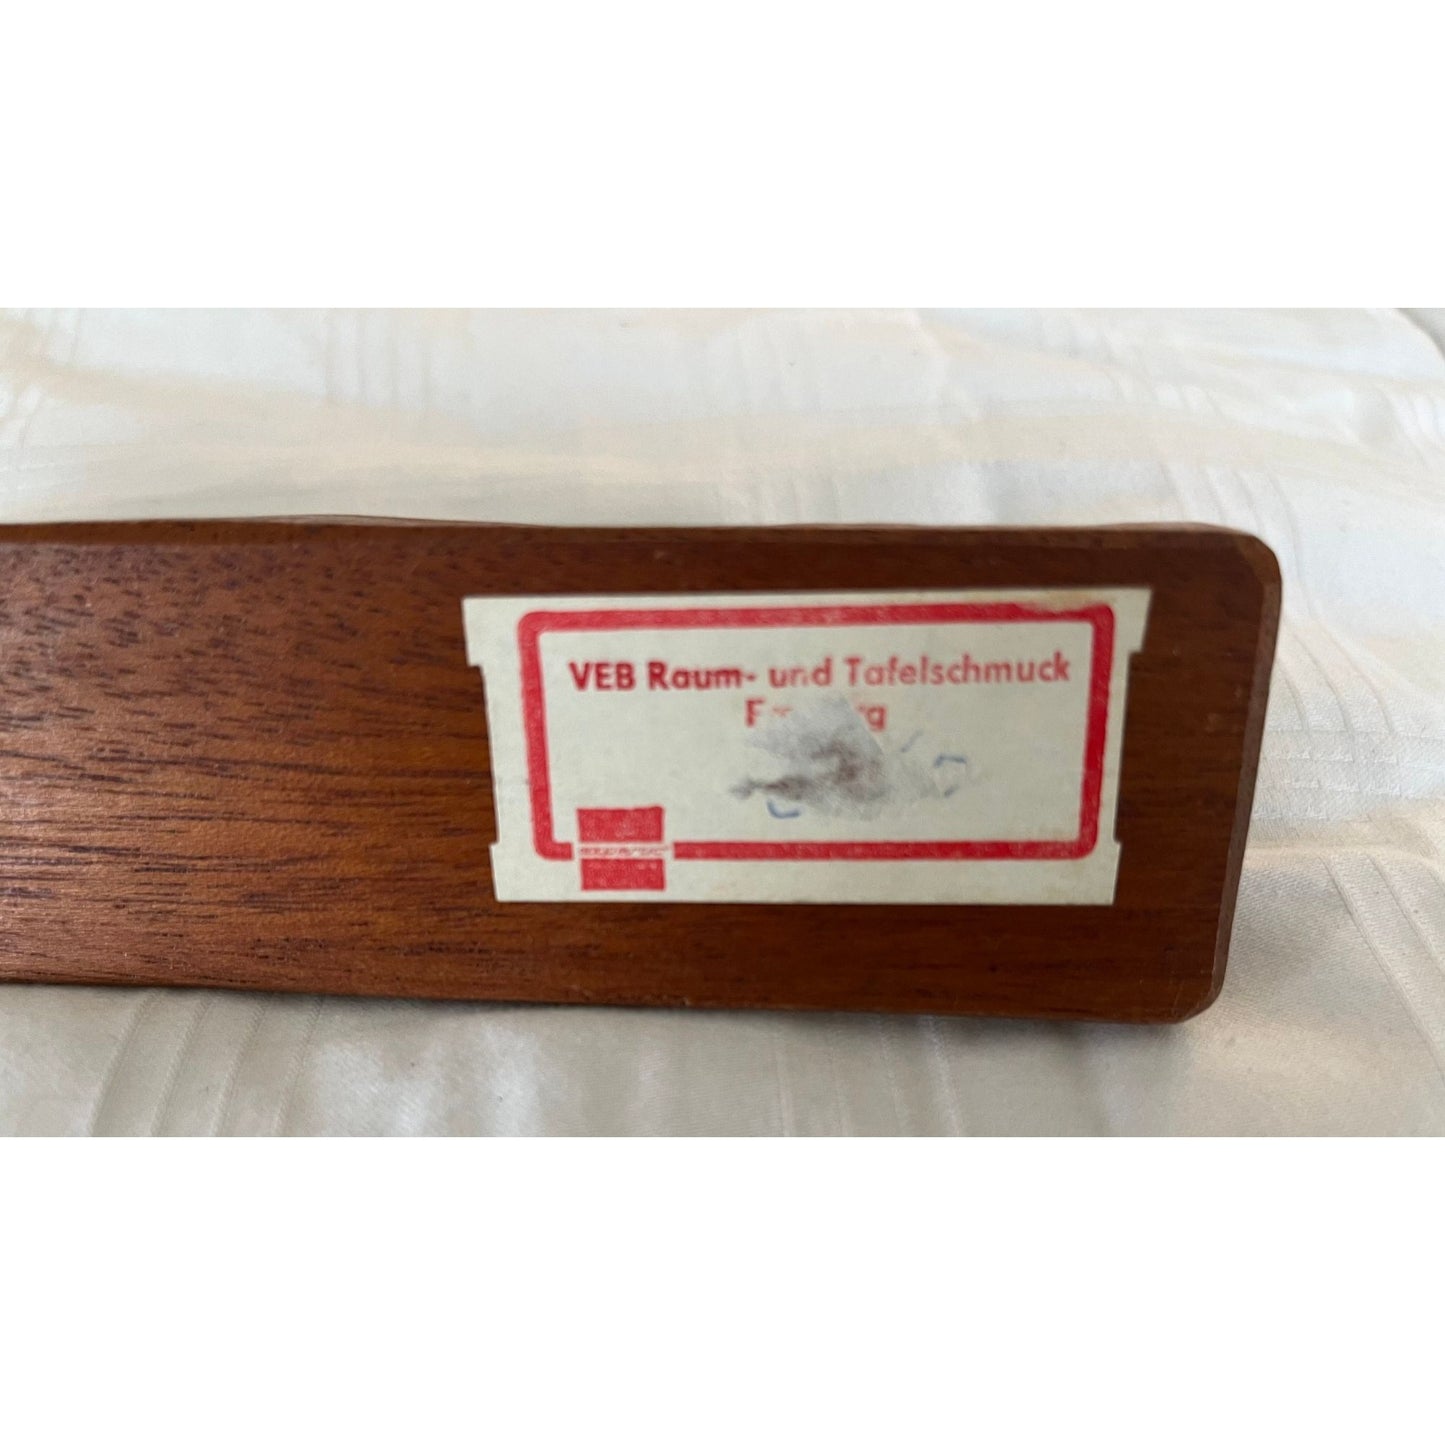 VEB Raum- und Tafelschmuck